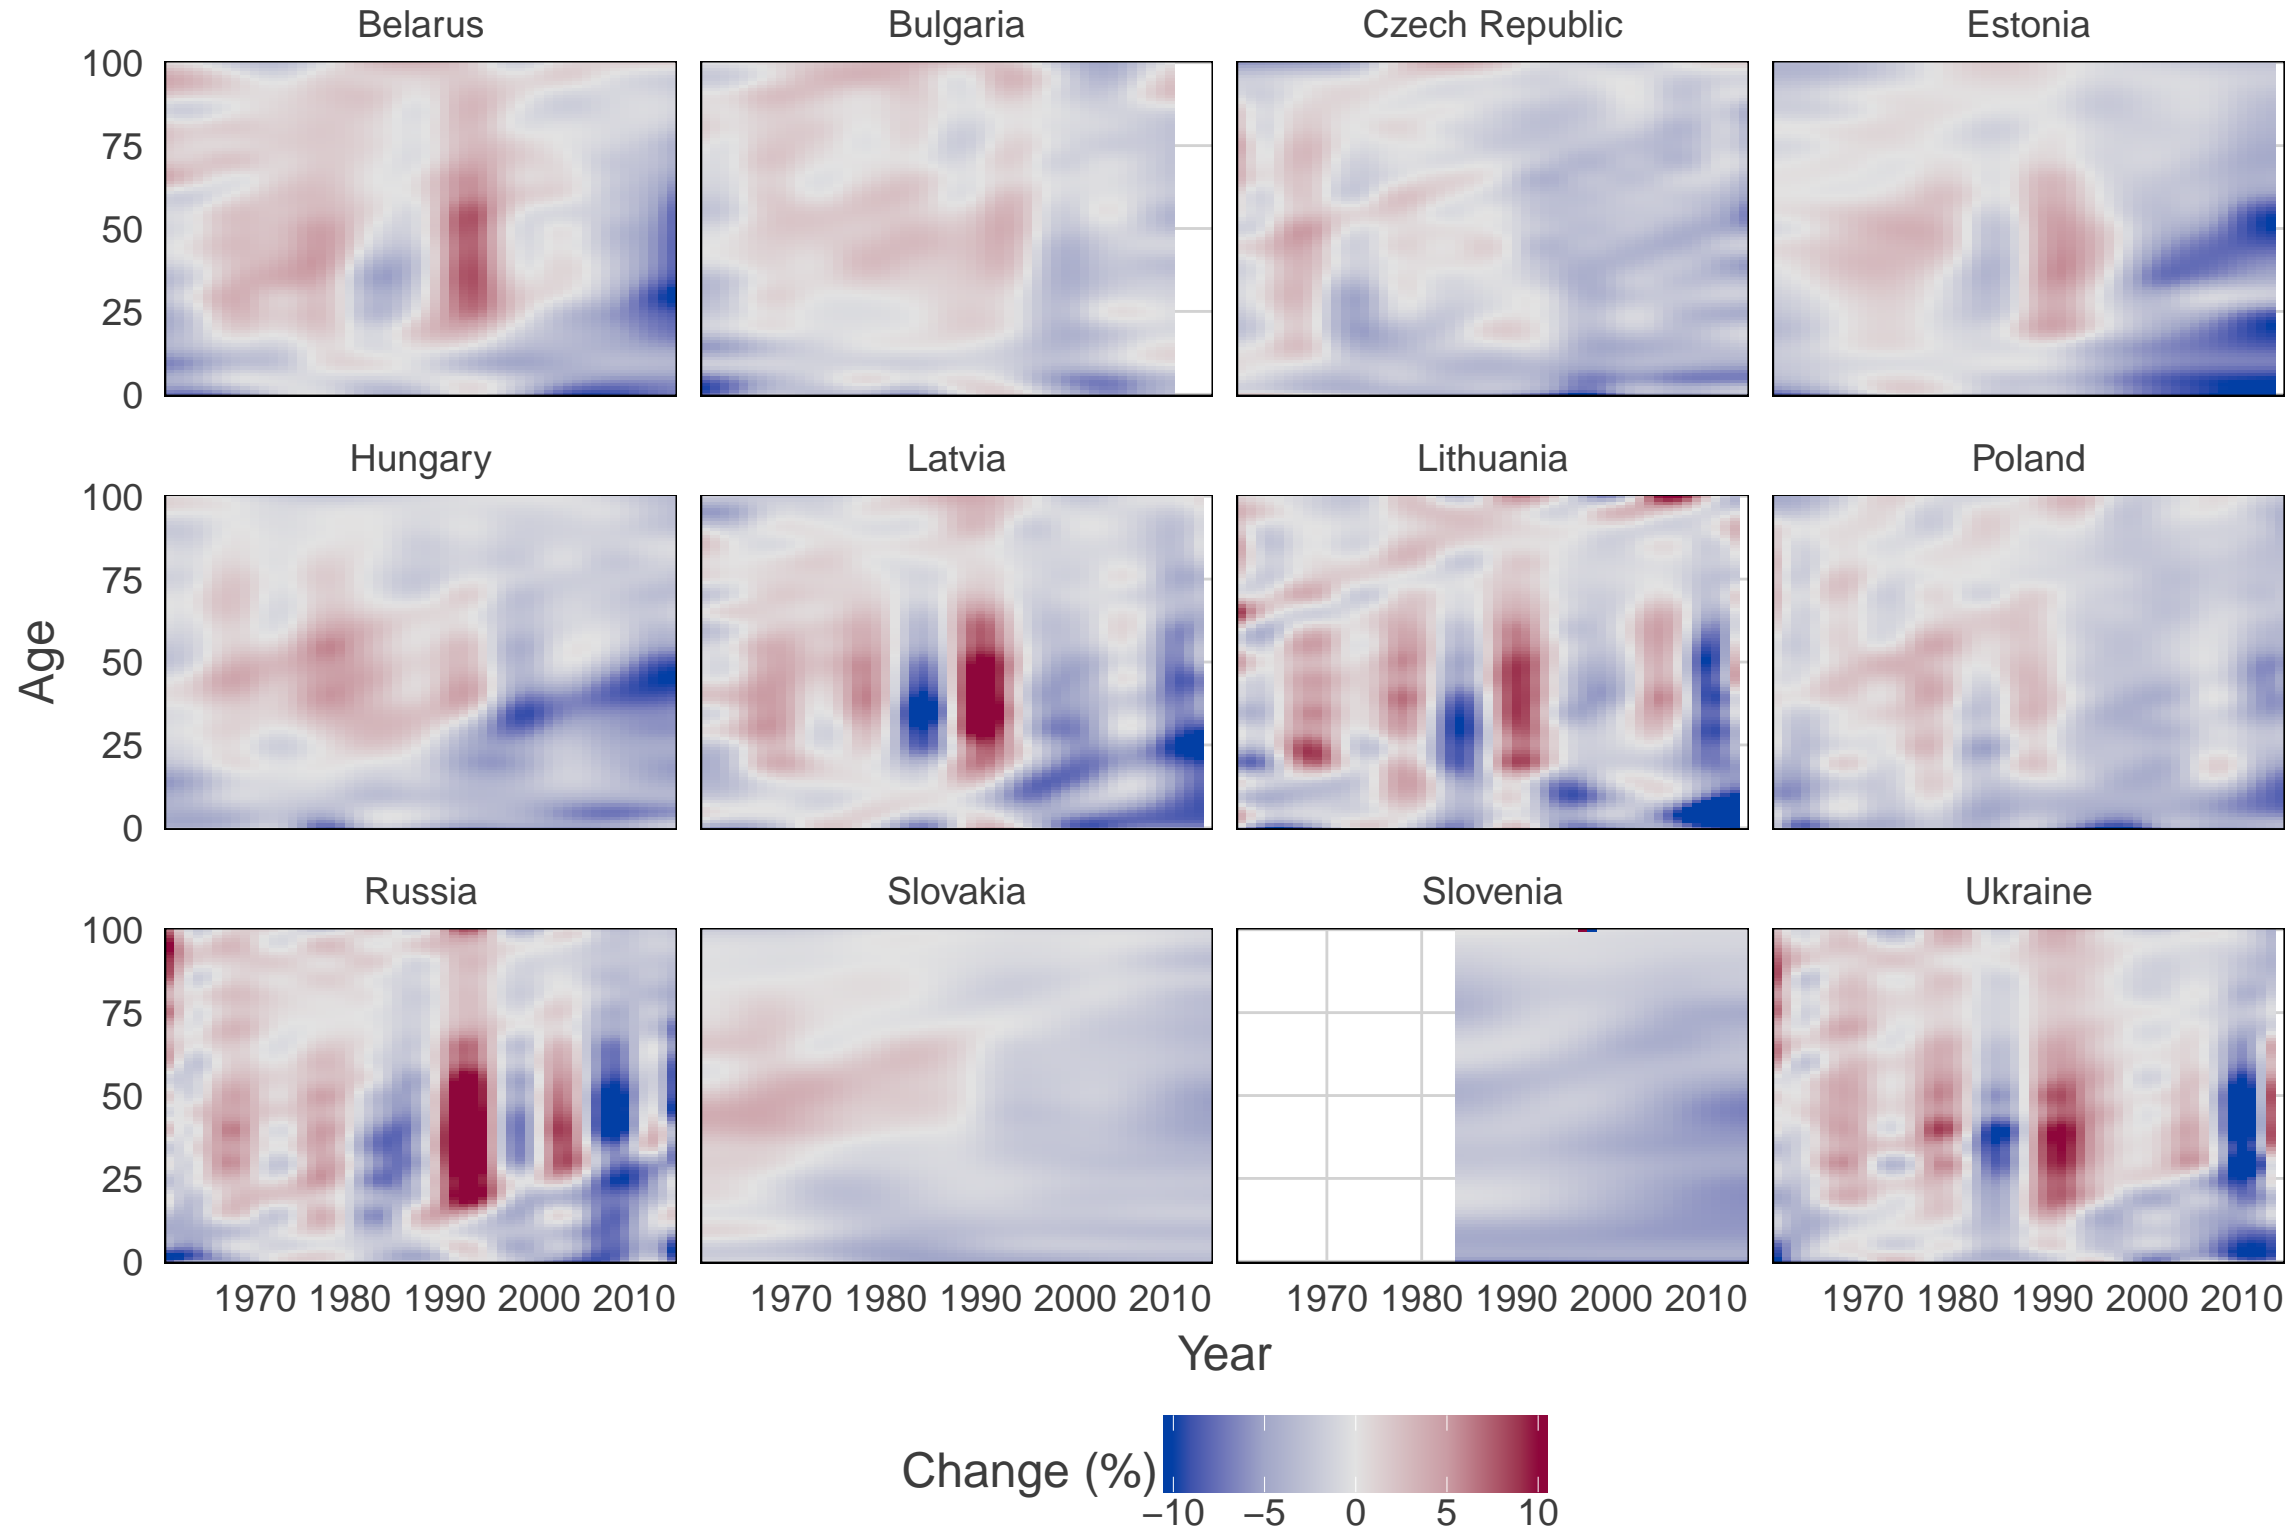 Belarus Bulgaria Czech Republic Estonia
100
75
50
25
0
Hungary Latvia Lithuania Poland
100
75
50
25
0
Age
Russia Slovakia Slovenia Ukraine
100
75
50
25
0
1970 1980 1990 2000 2010 1970 1980 1990 2000 2010 1970 1980 1990 2000 2010 1970 1980 1990 2000 2010
Year
Change (%)
−10 −5 0 5 10